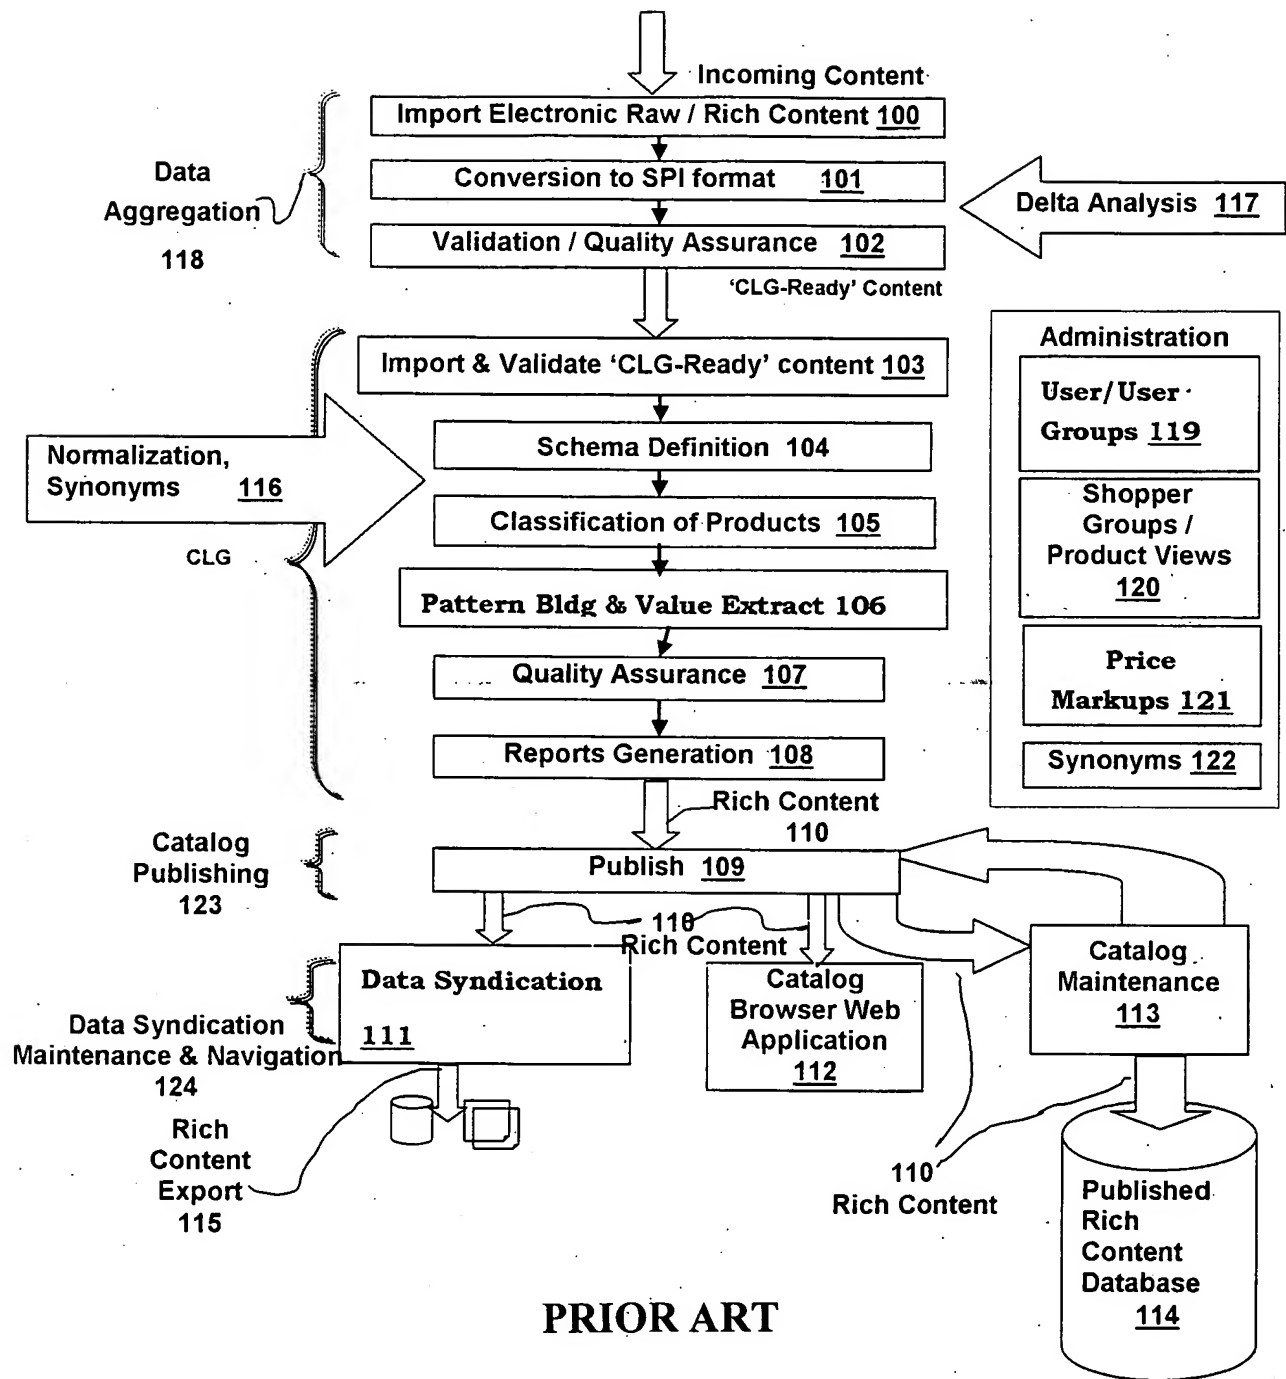 Incoming Content
Import Electronic Raw / Rich Content 100
Conversion to SPI format 101
Validation / Quality Assurance 102
Data
Aggregation
118
Delta Analysis 117
'CLG-Ready' Content
Import & Validate 'CLG-Ready' content 103
Schema Definition 104
Normalization,
Synonyms 116
Classification of Products 105
CLG
Pattern Bldg & Value Extract 106
Quality Assurance 107
Reports Generation 108
Administration
User/User
Groups 119
Shopper
Groups /
Product Views
120
Price
Markups 121
Synonyms 122
Rich Content
110
Catalog
Publishing
123
Publish 109
110
Rich Content
Data Syndication
111
Data Syndication
Maintenance & Navigation
124
Catalog
Browser Web
Application
112
Catalog
Maintenance
113
Rich
Content
Export
115
110
Rich Content
Published
Rich
Content
Database
114
PRIOR ART